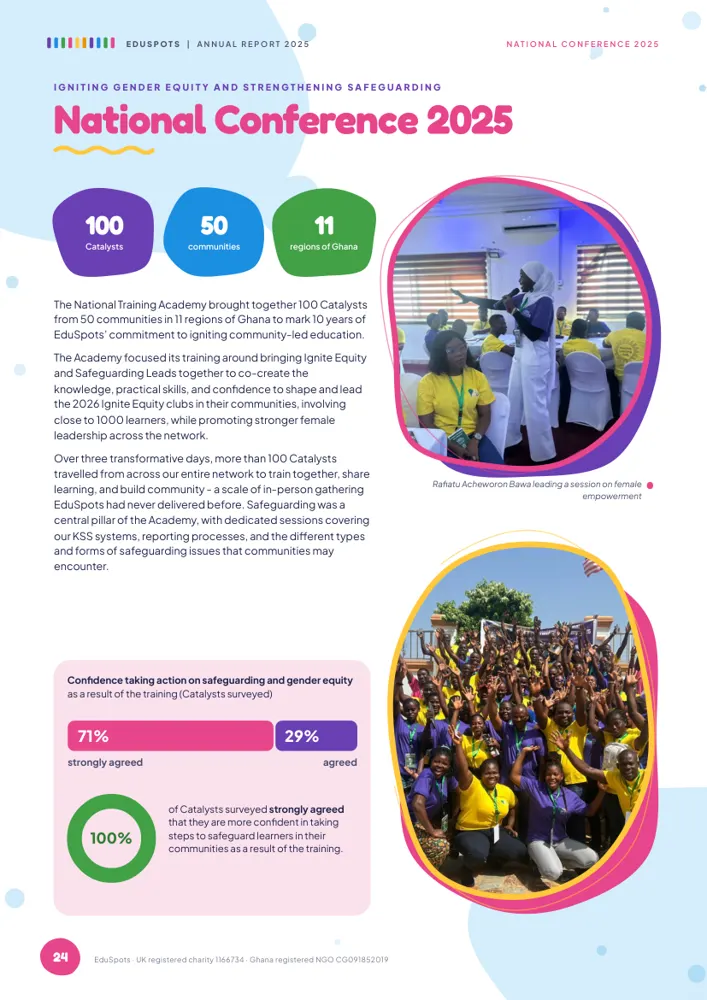 EDUSPOTS | ANNUAL REPORT 2025
NATIONAL CONFERENCE 2025
IGNITING GENDER EQUITY AND STRENGTHENING SAFEGUARDING
National Conference 2025
100
Catalysts
50
communities
11
regions of Ghana
The National Training Academy brought together 100 Catalysts
from 50 communities in 11 regions of Ghana to mark 10 years of
EduSpots' commitment to igniting community-led education.
The Academy focused its training around bringing Ignite Equity
and Safeguarding Leads together to co-create the
knowledge, practical skills, and confidence to shape and lead
the 2026 Ignite Equity clubs in their communities, involving
close to 1000 learners, while promoting stronger female
leadership across the network.
Over three transformative days, more than 100 Catalysts
travelled from across our entire network to train together, share
learning, and build community - a scale of in-person gathering
EduSpots had never delivered before. Safeguarding was a
central pillar of the Academy, with dedicated sessions covering
our KSS systems, reporting processes, and the different types
and forms of safeguarding issues that communities may
encounter.
Rafiatu Acheworon Bawa leading a session on female
empowerment
Confidence taking action on safeguarding and gender equity
as a result of the training (Catalysts surveyed)
71%
29%
strongly agreed
agreed
100%
of Catalysts surveyed strongly agreed
that they are more confident in taking
steps to safeguard learners in their
communities as a result of the training.
24
EduSpots · UK registered charity 1166734 · Ghana registered NGO CG091852019